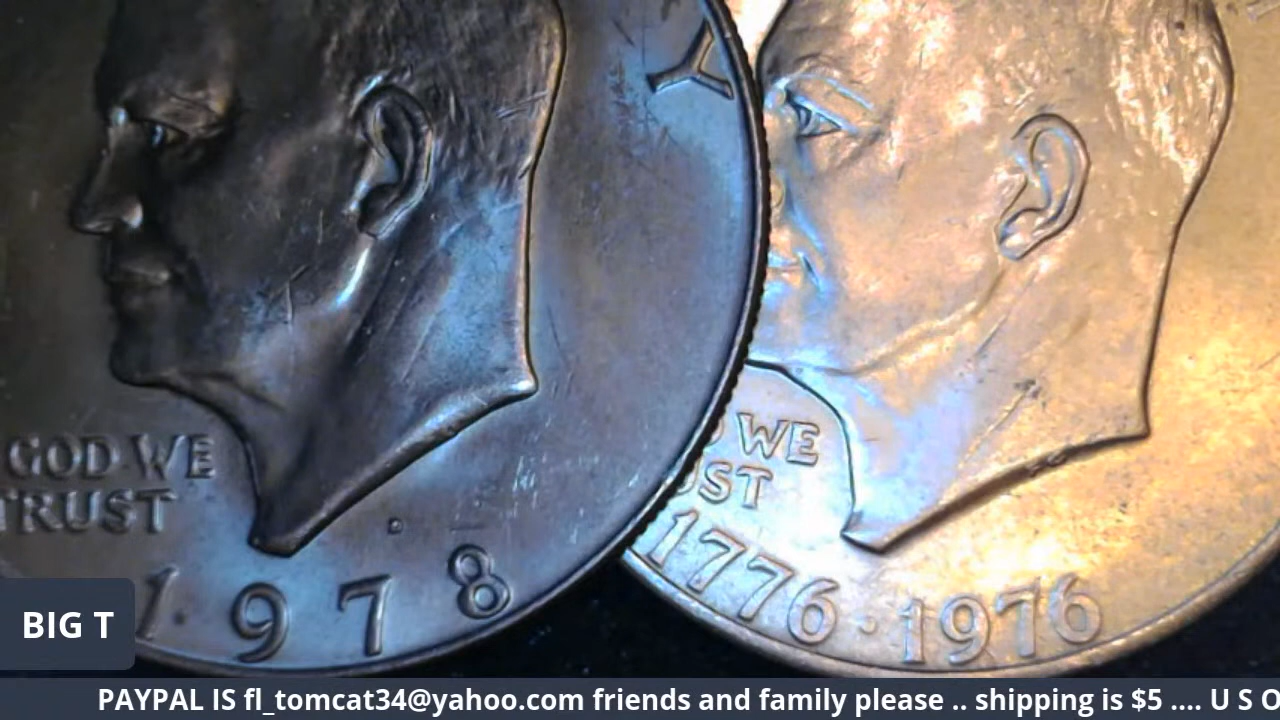 Y
GOD WE
TRUST
1978
WE
UST
1776·1976
BIG T
PAYPAL IS fl_tomcat34@yahoo.com friends and family please .. shipping is $5 .... U S O